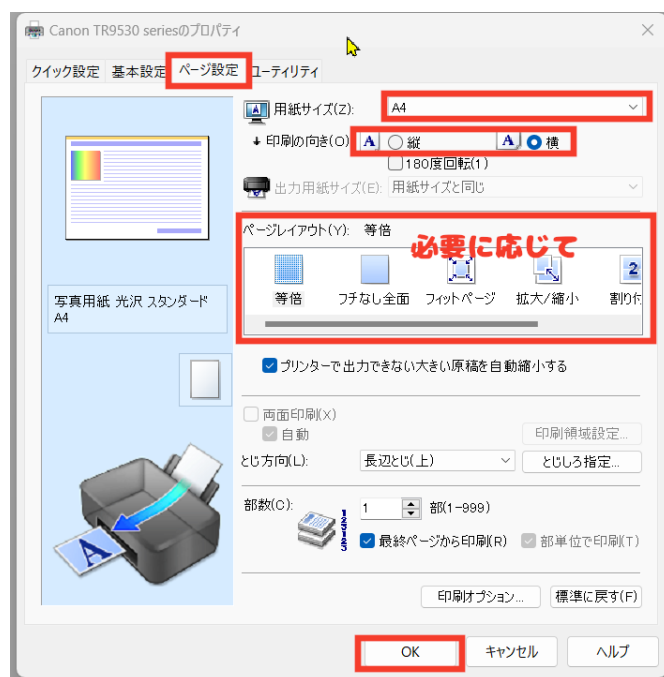 Canon TR9530 seriesのプロパティ
クイック設定 基本設定 ページ設定 ユーティリティ
用紙サイズ(Z): A4
印刷の向き(O) A 縦 A 横
180度回転(1)
出力用紙サイズ(E): 用紙サイズと同じ
ページレイアウト(Y): 等倍
必要に応じて
等倍 フチなし全面 フィットページ 拡大/縮小 割り付
写真用紙 光沢 スタンダード
A4
プリンターで出力できない大きい原稿を自動縮小する
両面印刷(X)
自動
印刷領域設定...
とじ方向(L): 長辺とじ(上) とじしろ指定...
部数(C): 1 部(1-999)
最終ページから印刷(R) 部単位で印刷(T)
印刷オプション... 標準に戻す(F)
OK キャンセル ヘルプ